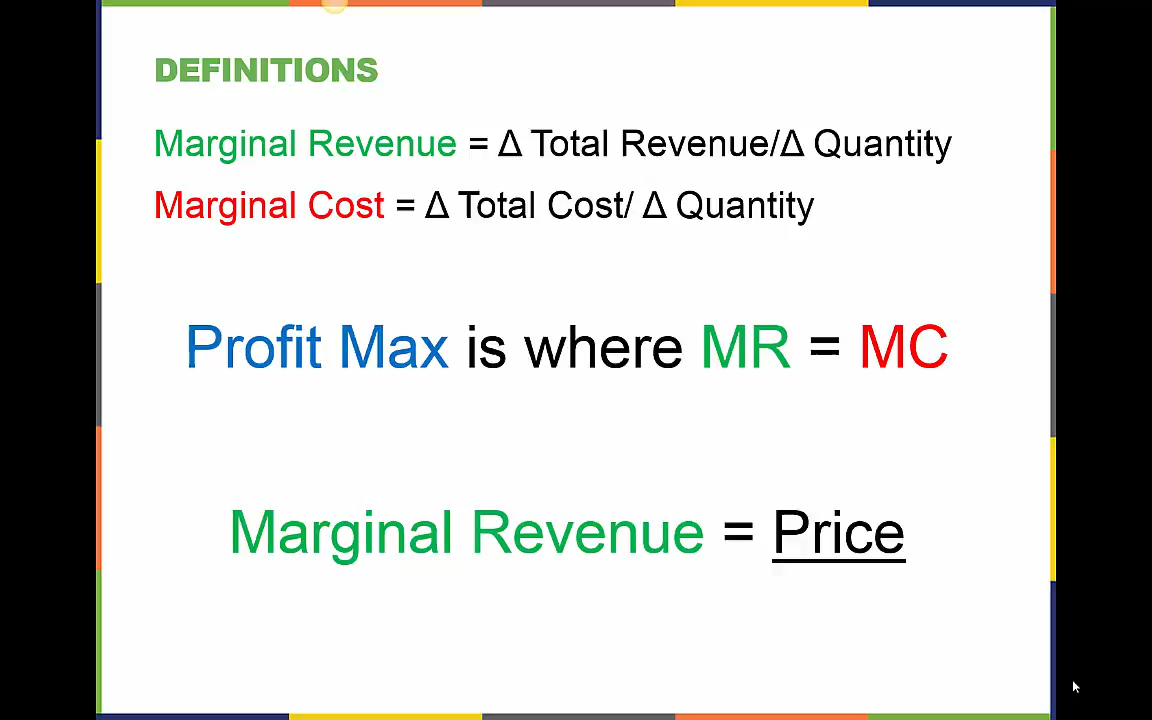 DEFINITIONS
Marginal Revenue = Δ Total Revenue/Δ Quantity
Marginal Cost = Δ Total Cost/ Δ Quantity
Profit Max is where MR = MC
Marginal Revenue = Price